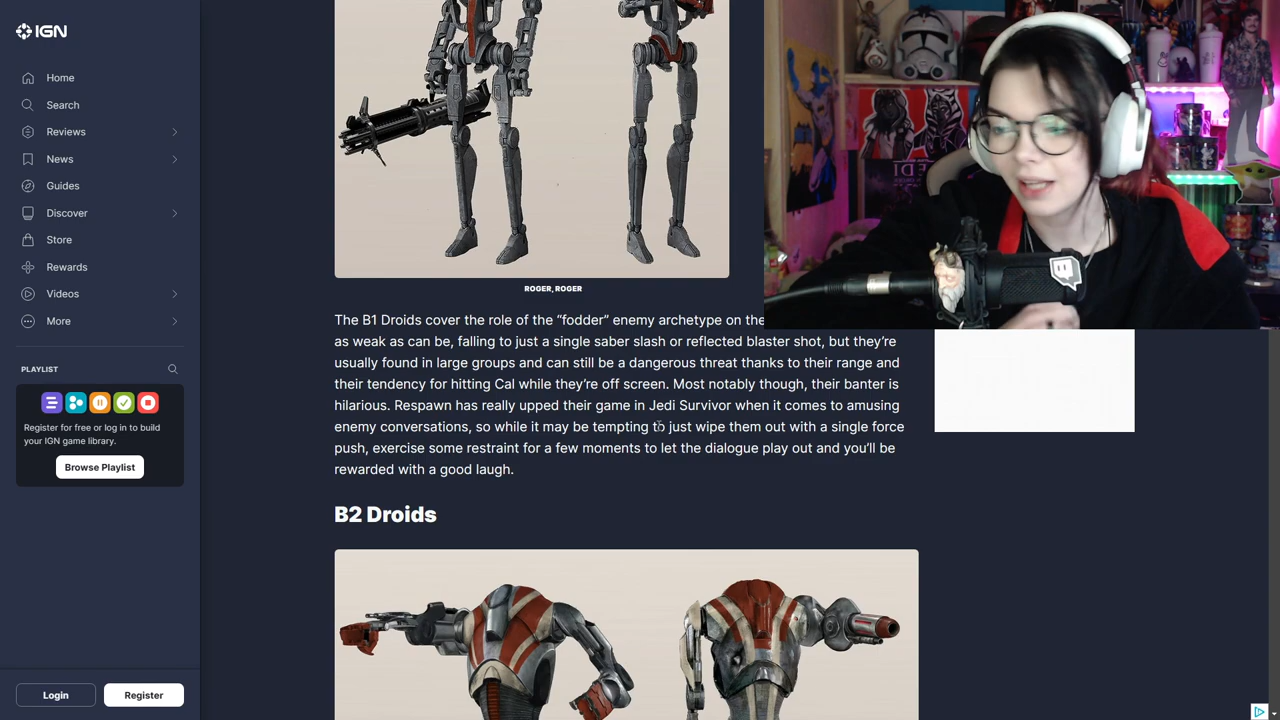 IGN
Home
Search
Reviews
News
Guides
Discover
Store
Rewards
Videos
More
PLAYLIST
Register for free or log in to build
your IGN game library.
Browse Playlist
Login
Register
ROGER, ROGER
The B1 Droids cover the role of the “fodder” enemy archetype on the
as weak as can be, falling to just a single saber slash or reflected blaster shot, but they’re
usually found in large groups and can still be a dangerous threat thanks to their range and
their tendency for hitting Cal while they’re off screen. Most notably though, their banter is
hilarious. Respawn has really upped their game in Jedi Survivor when it comes to amusing
enemy conversations, so while it may be tempting to just wipe them out with a single force
push, exercise some restraint for a few moments to let the dialogue play out and you’ll be
rewarded with a good laugh.
B2 Droids